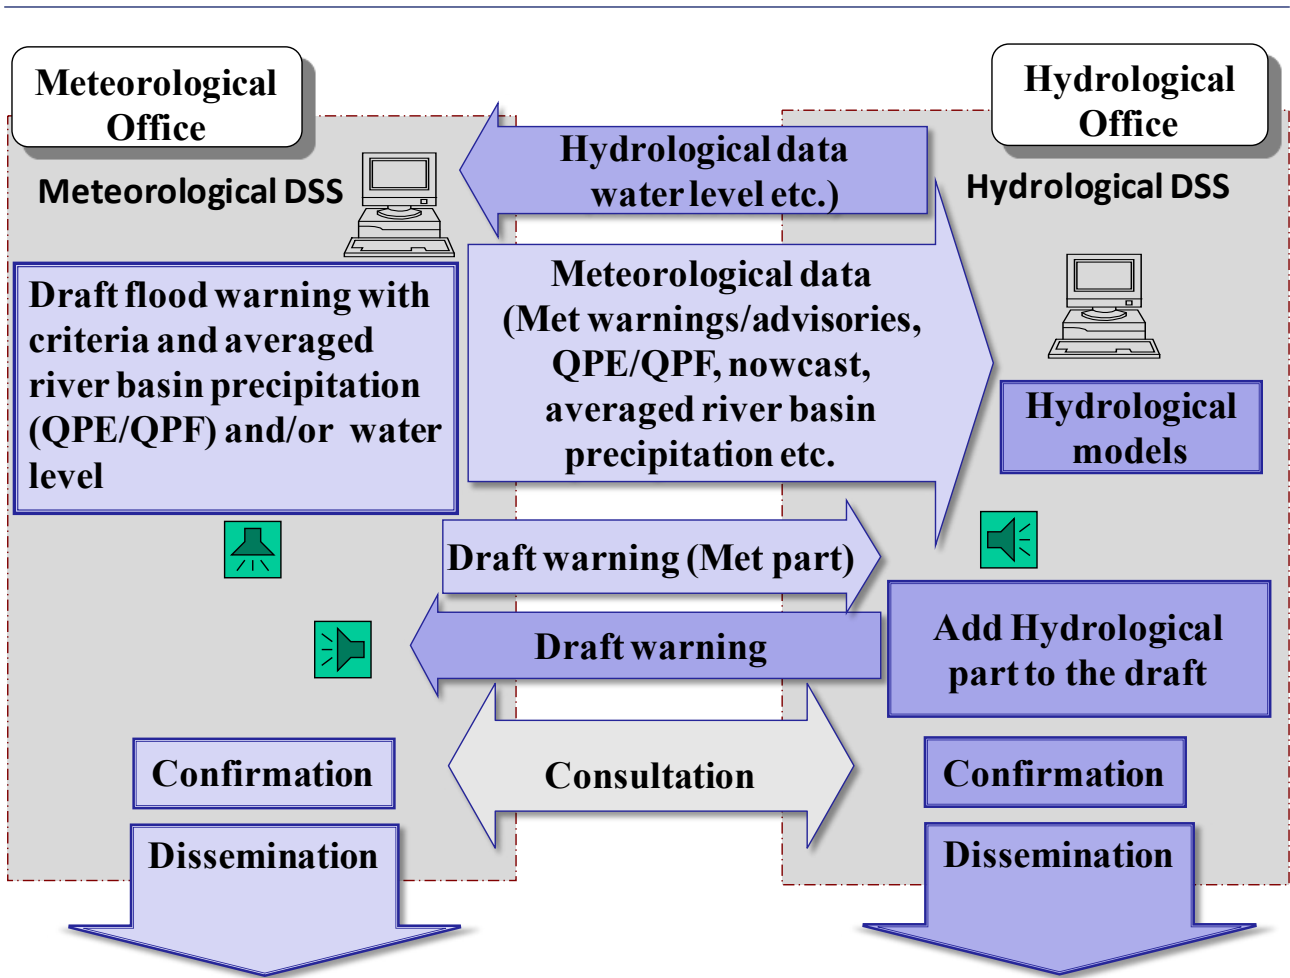 Meteorological
Office
Hydrological
Office
Meteorological DSS
Hydrological data
water level etc.)
Hydrological DSS
Draft flood warning with
criteria and averaged
river basin precipitation
(QPE/QPF) and/or water
level
Meteorological data
(Met warnings/advisories,
QPE/QPF, nowcast,
averaged river basin
precipitation etc.
Hydrological
models
Draft warning (Met part)
Draft warning
Add Hydrological
part to the draft
Confirmation
Consultation
Confirmation
Dissemination
Dissemination